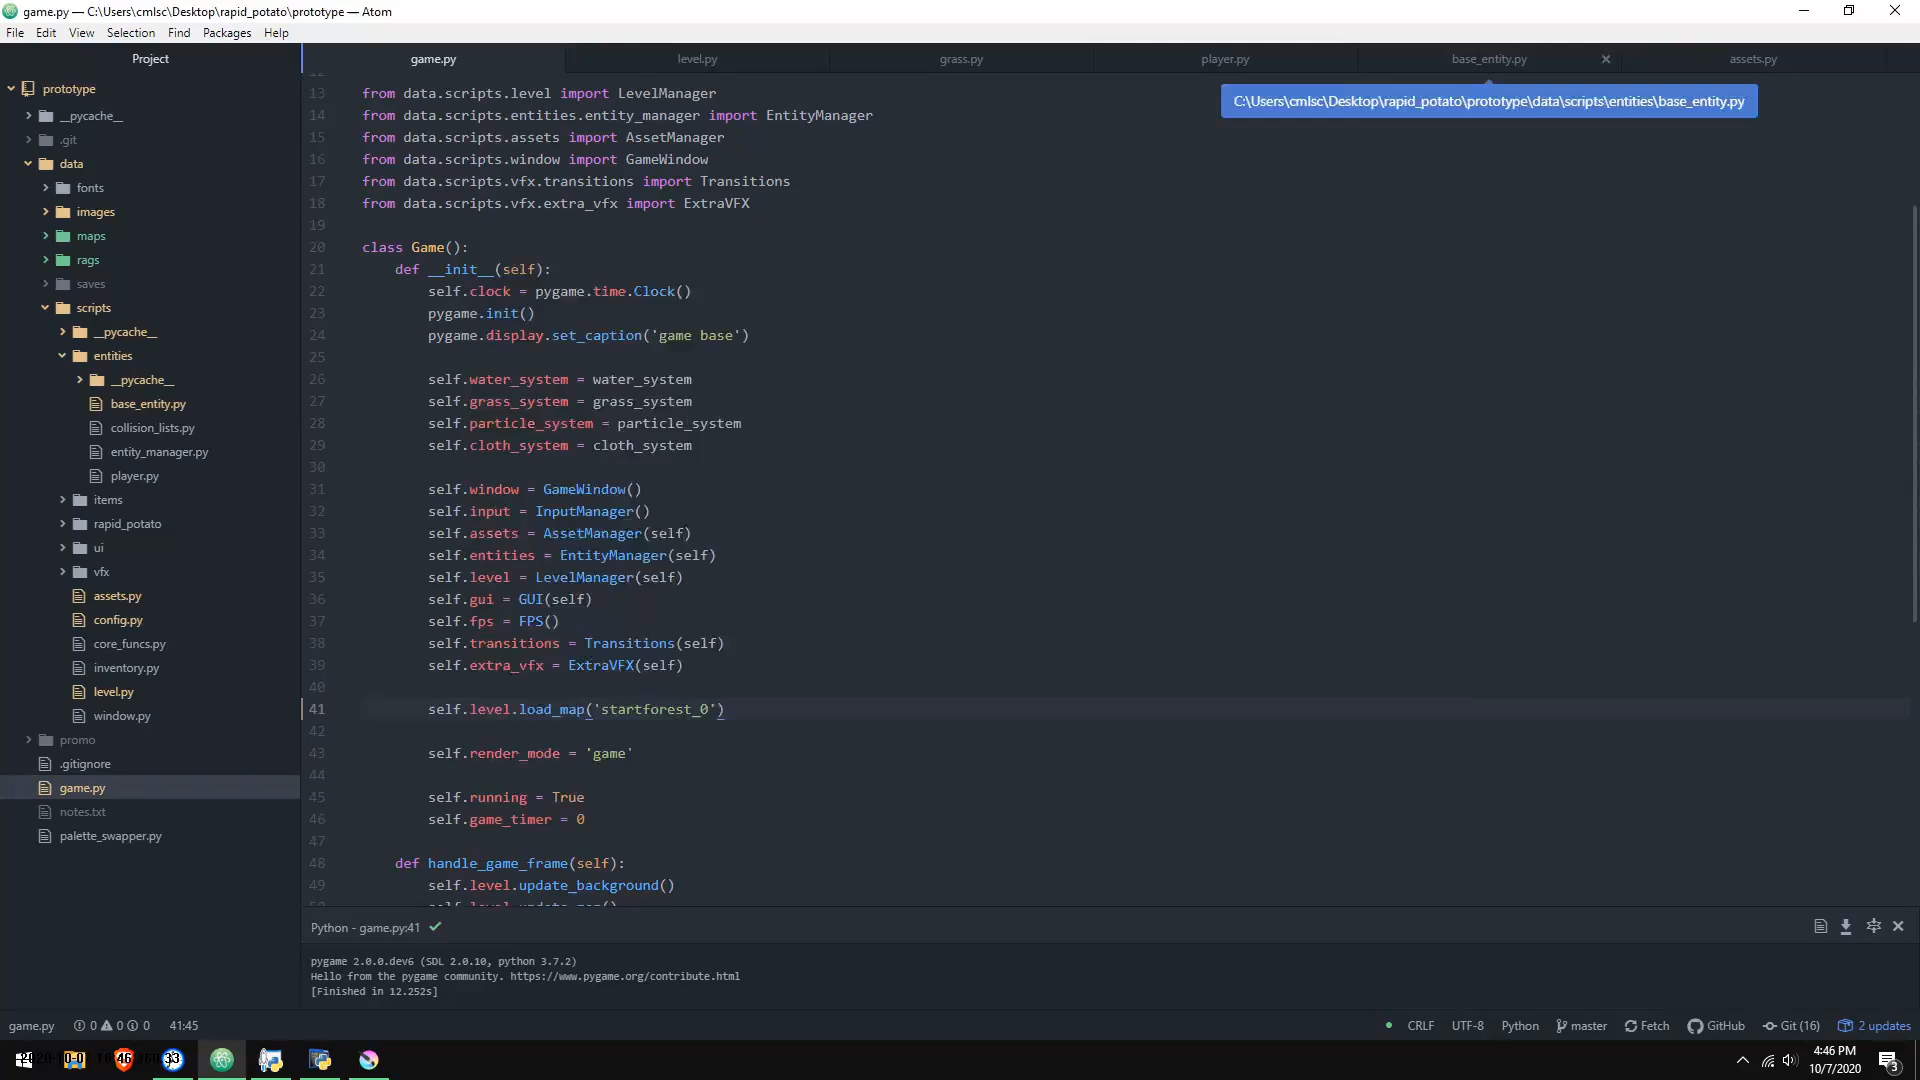 game.py — C:\Users\cmlsc\Desktop\rapid_potato\prototype — Atom
File Edit View Selection Find Packages Help
Project
prototype
__pycache__
.git
data
fonts
images
maps
rags
saves
scripts
__pycache__
entities
__pycache__
base_entity.py
collision_lists.py
entity_manager.py
player.py
items
rapid_potato
ui
vfx
assets.py
config.py
core_funcs.py
inventory.py
level.py
window.py
promo
.gitignore
game.py
notes.txt
palette_swapper.py
game.py level.py grass.py player.py base_entity.py assets.py
C:\Users\cmlsc\Desktop\rapid_potato\prototype\data\scripts\entities\base_entity.py
13 from data.scripts.level import LevelManager
14 from data.scripts.entities.entity_manager import EntityManager
15 from data.scripts.assets import AssetManager
16 from data.scripts.window import GameWindow
17 from data.scripts.vfx.transitions import Transitions
18 from data.scripts.vfx.extra_vfx import ExtraVFX
19
20 class Game():
21 def __init__(self):
22 self.clock = pygame.time.Clock()
23 pygame.init()
24 pygame.display.set_caption('game base')
25
26 self.water_system = water_system
27 self.grass_system = grass_system
28 self.particle_system = particle_system
29 self.cloth_system = cloth_system
30
31 self.window = GameWindow()
32 self.input = InputManager()
33 self.assets = AssetManager(self)
34 self.entities = EntityManager(self)
35 self.level = LevelManager(self)
36 self.gui = GUI(self)
37 self.fps = FPS()
38 self.transitions = Transitions(self)
39 self.extra_vfx = ExtraVFX(self)
40
41 self.level.load_map('startforest_0')
42
43 self.render_mode = 'game'
44
45 self.running = True
46 self.game_timer = 0
47
48 def handle_game_frame(self):
49 self.level.update_background()
Python - game.py:41
pygame 2.0.0.dev6 (SDL 2.0.10, python 3.7.2)
Hello from the pygame community. https://www.pygame.org/contribute.html
[Finished in 12.252s]
game.py 0 0 0 41:45 CRLF UTF-8 Python master Fetch GitHub Git (16) 2 updates
4:46 PM
10/7/2020
3